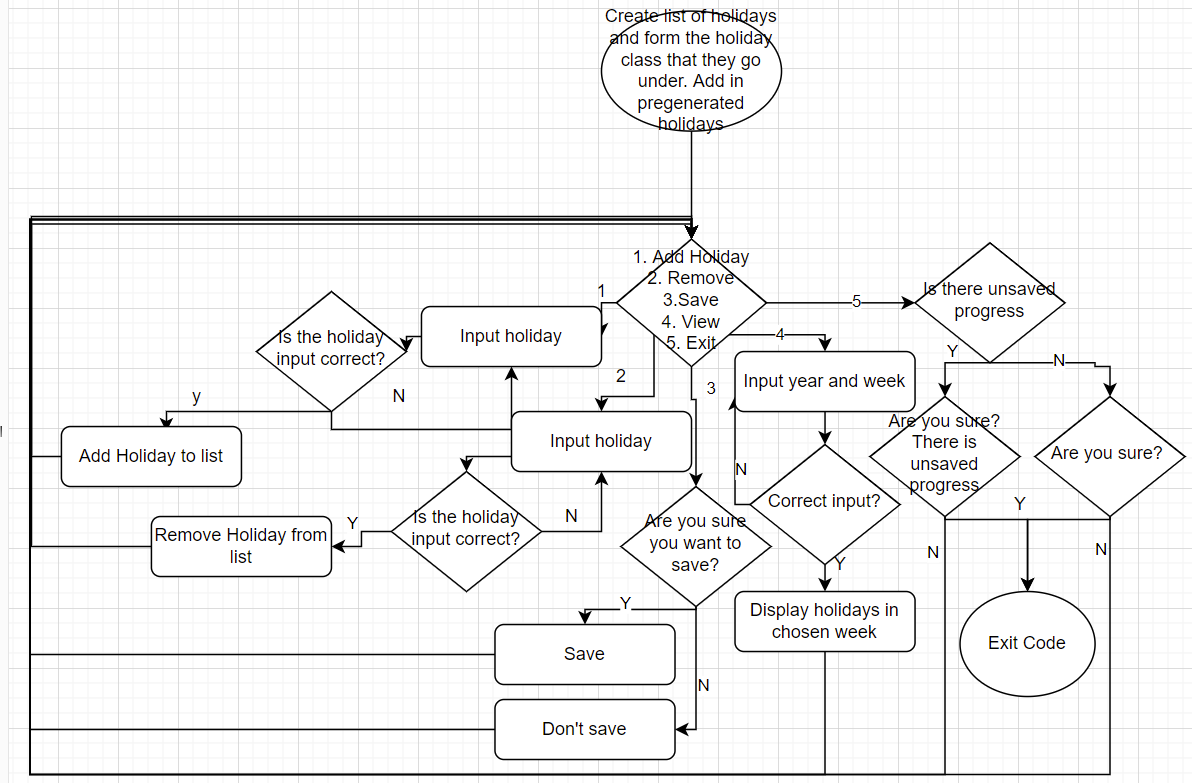 Create list of holidays
and form the holiday
class that they go
under. Add in
pregenerated
holidays
1. Add Holiday
2. Remove
3.Save
4. View
5. Exit
1
2
3
4
5
Is there unsaved
progress
Input holiday
Is the holiday
input correct?
N
y
Add Holiday to list
Input holiday
Is the holiday
input correct?
N
Y
Remove Holiday from
list
Are you sure
you want to
save?
Y
N
Save
Don't save
Input year and week
Correct input?
N
Y
Display holidays in
chosen week
Y
N
Are you sure?
There is
unsaved
progress
Are you sure?
Y
N
N
Exit Code